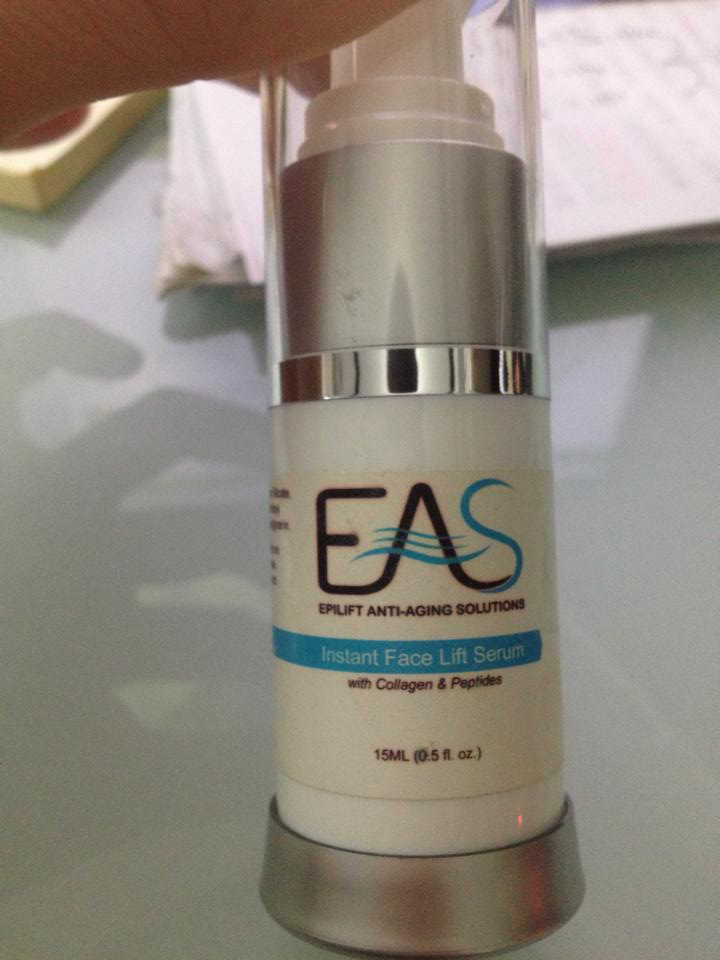 EAS
EPILIFT ANTI-AGING SOLUTIONS
Instant Face Lift Serum
with Collagen & Peptides
15ML (0.5 fl. oz.)